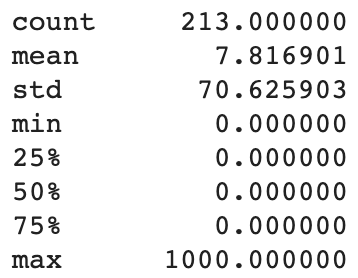 count 213.000000
mean 7.816901
std 70.625903
min 0.000000
25% 0.000000
50% 0.000000
75% 0.000000
max 1000.000000